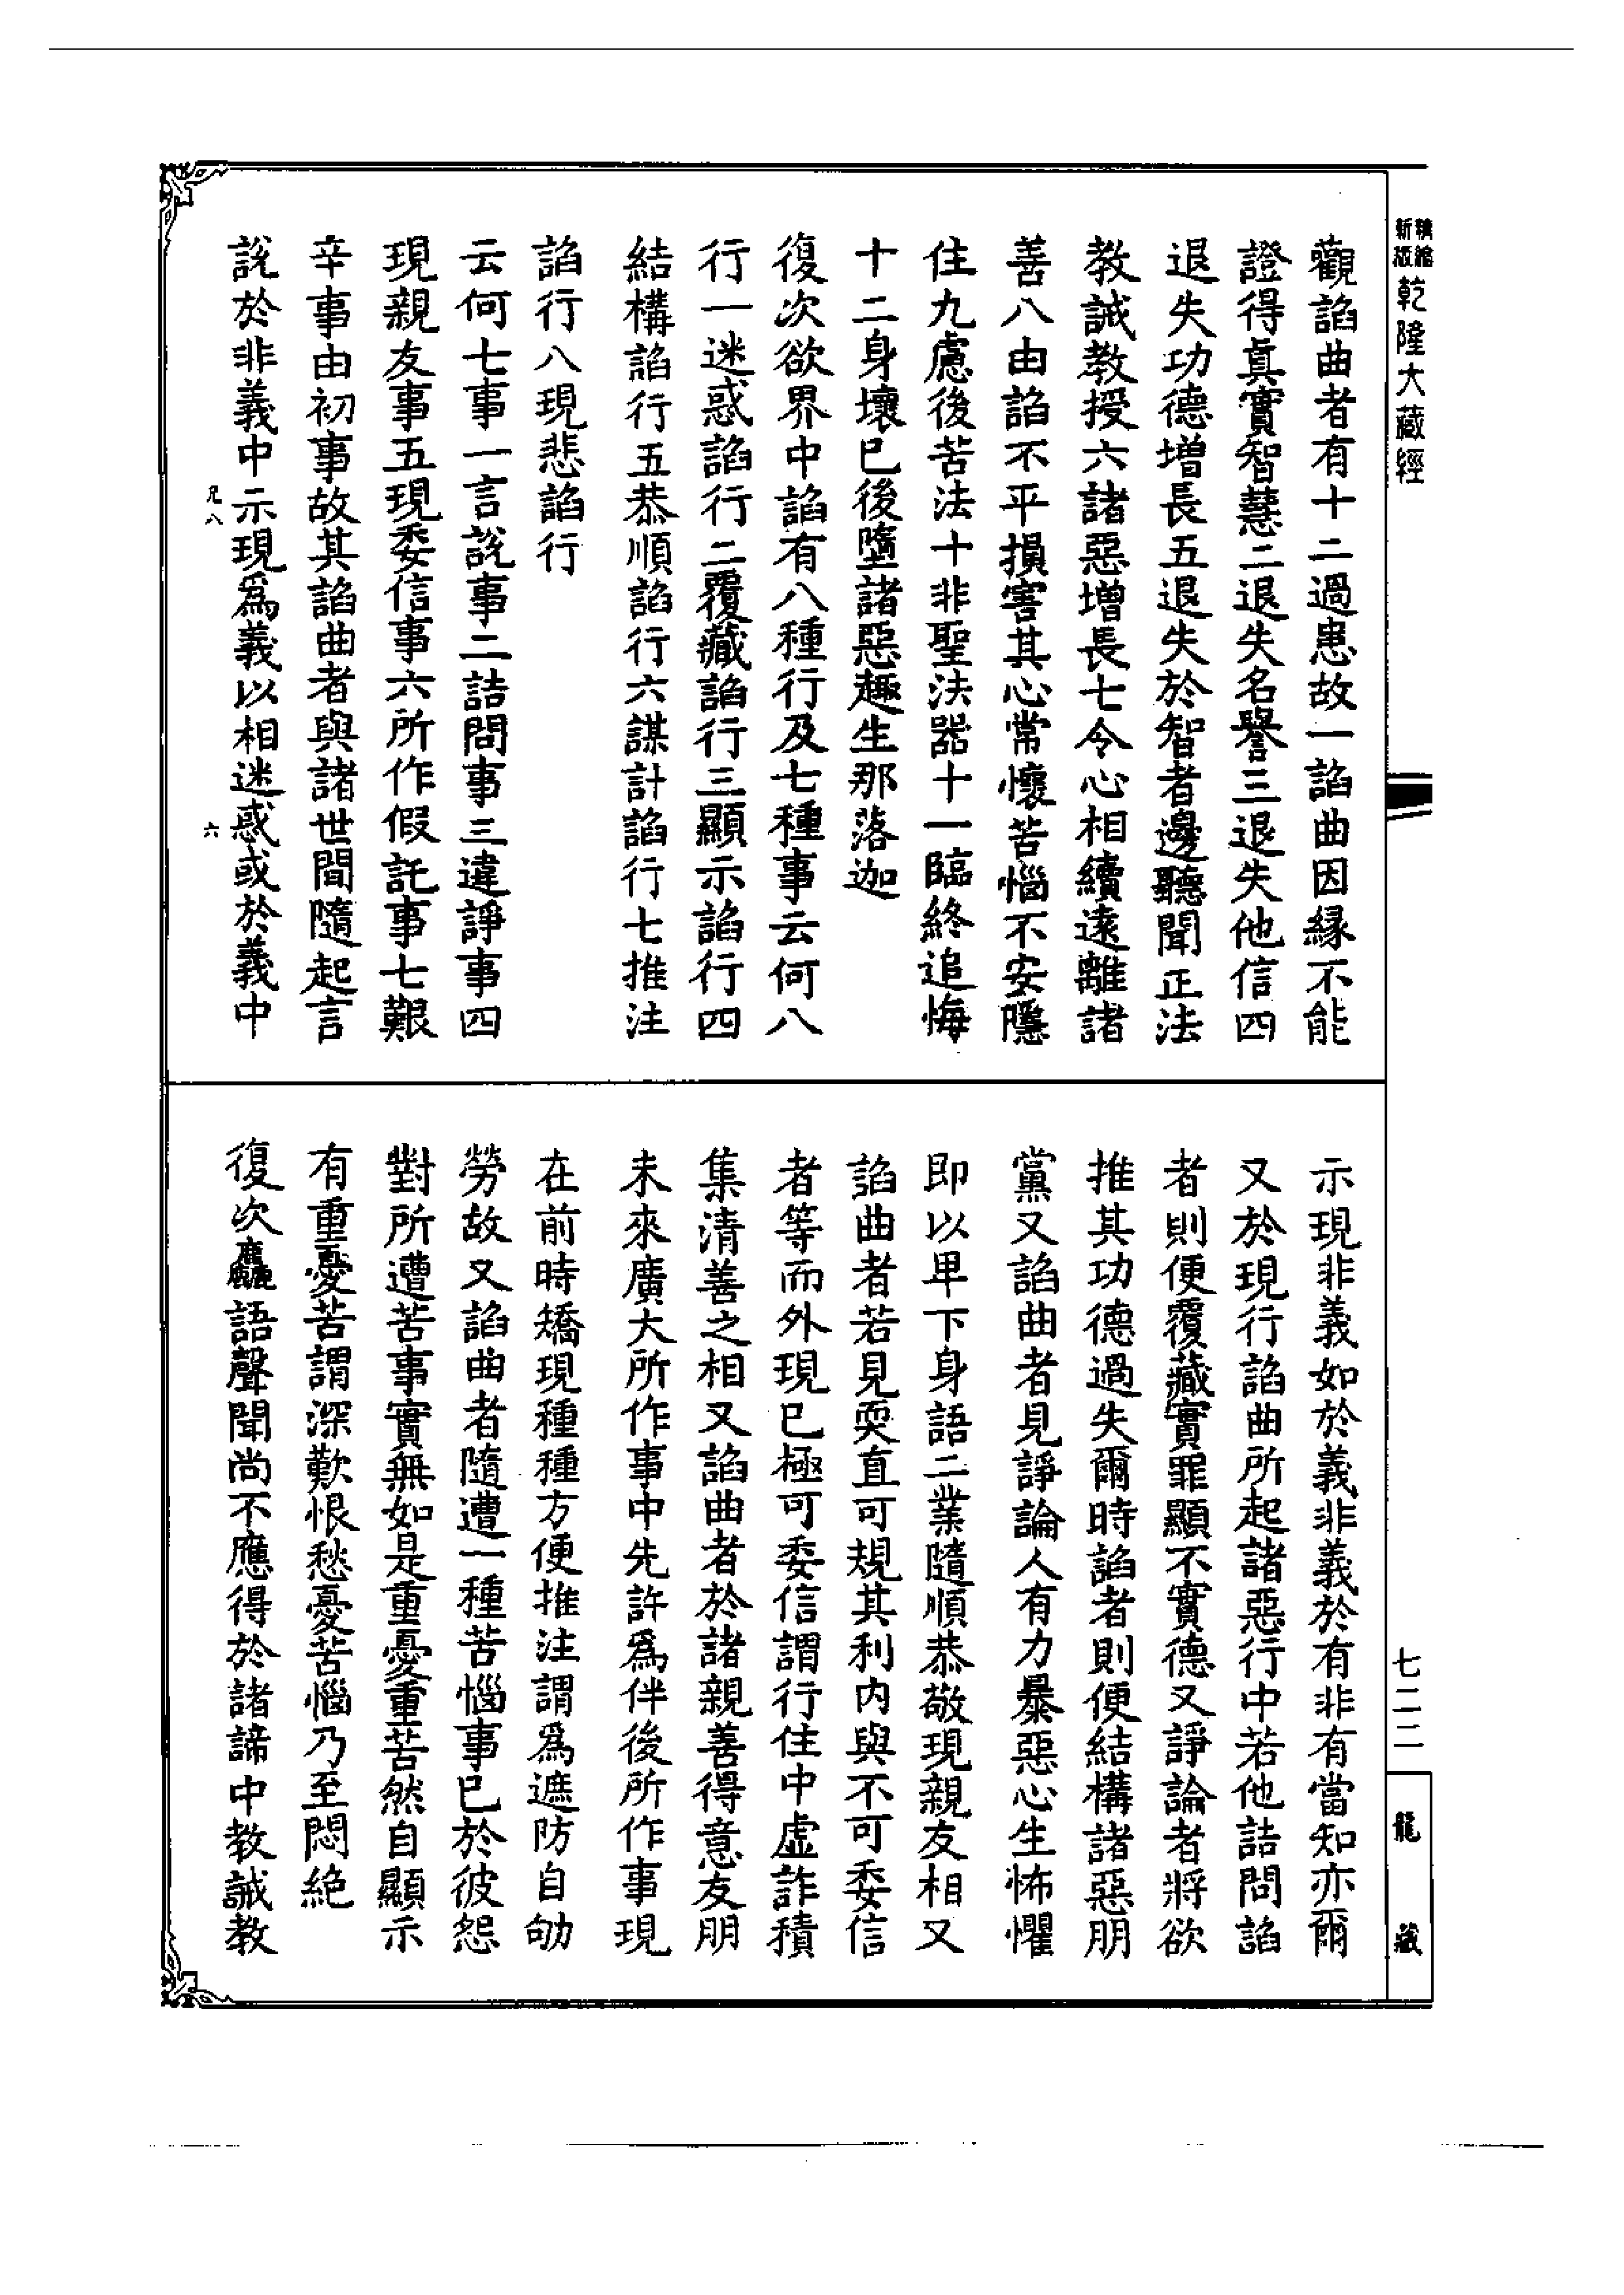 新版
精縮
乾隆大藏經
觀諂曲者有十二過患故一諂曲因緣不能
證得眞實智慧二退失名譽三退失他信四
退失功德增長五退失於智者邊聽聞正法
教誡教授六諸惡增長七令心相續遠離諸
善八由諂不平損害其心常懷苦惱不安隱
住九慮後苦法十非聖法器十一臨終追悔
十二身壞已後墮諸惡趣生那落迦
復次欲界中諂有八種行及七種事云何八
行一迷惑諂行二覆藏諂行三顯示諂行四
結構諂行五恭順諂行六謀計諂行七推注
諂行八現悲諂行
云何七事一言說事二詰問事三違諍事四
現親友事五現委信事六所作假託事七艱
辛事由初事故其諂曲者與諸世間隨起言
說於非義中示現爲義以相迷惑或於義中
兄八
六
示現非義如於義非義於有非有當知亦爾
又於現行諂曲所起諸惡行中若他詰問諂
者則便覆藏實罪顯不實德又諍論者將欲
推其功德過失爾時諂者則便結構諸惡朋
黨又諂曲者見諍論人有力暴惡心生怖懼
即以卑下身語二業隨順恭敬現親友相又
諂曲者若見耎直可規其利內與不可委信
者等而外現已極可委信謂行住中虛詐積
集清善之相又諂曲者於諸親善得意友朋
未來廣大所作事中先許爲伴後所作事現
在前時矯現種種方便推注謂爲遮防自劬
勞故又諂曲者隨遭一種苦惱事已於彼怨
對所遭苦事實無如是重憂重苦然自顯示
有重憂苦謂深歎恨愁憂苦惱乃至悶絕
復次麤語聲聞尚不應得於諸諦中教誡教
七二二
龍藏